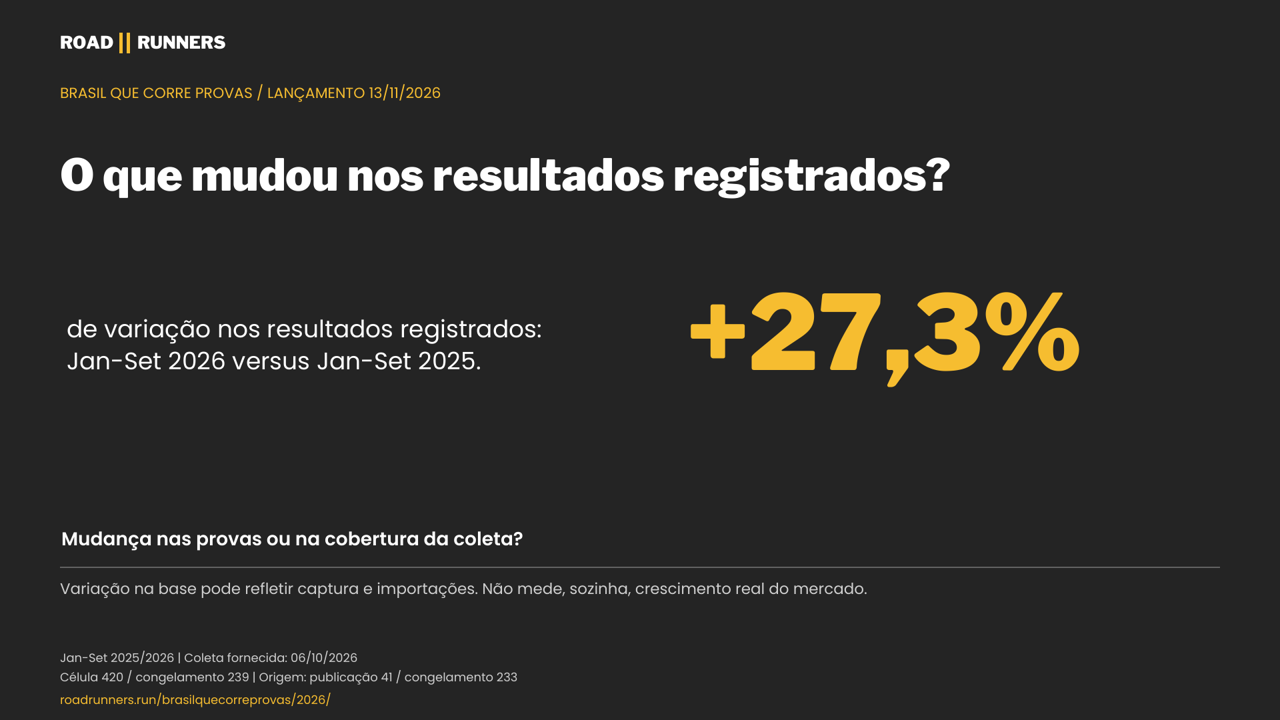 ROAD || RUNNERS
BRASIL QUE CORRE PROVAS / LANÇAMENTO 13/11/2026
O que mudou nos resultados registrados?
de variação nos resultados registrados:
Jan-Set 2026 versus Jan-Set 2025.
+27,3%
Mudança nas provas ou na cobertura da coleta?
Variação na base pode refletir captura e importações. Não mede, sozinha, crescimento real do mercado.
Jan-Set 2025/2026 | Coleta fornecida: 06/10/2026
Célula 420 / congelamento 239 | Origem: publicação 41 / congelamento 233
roadrunners.run/brasilquecorreprovas/2026/